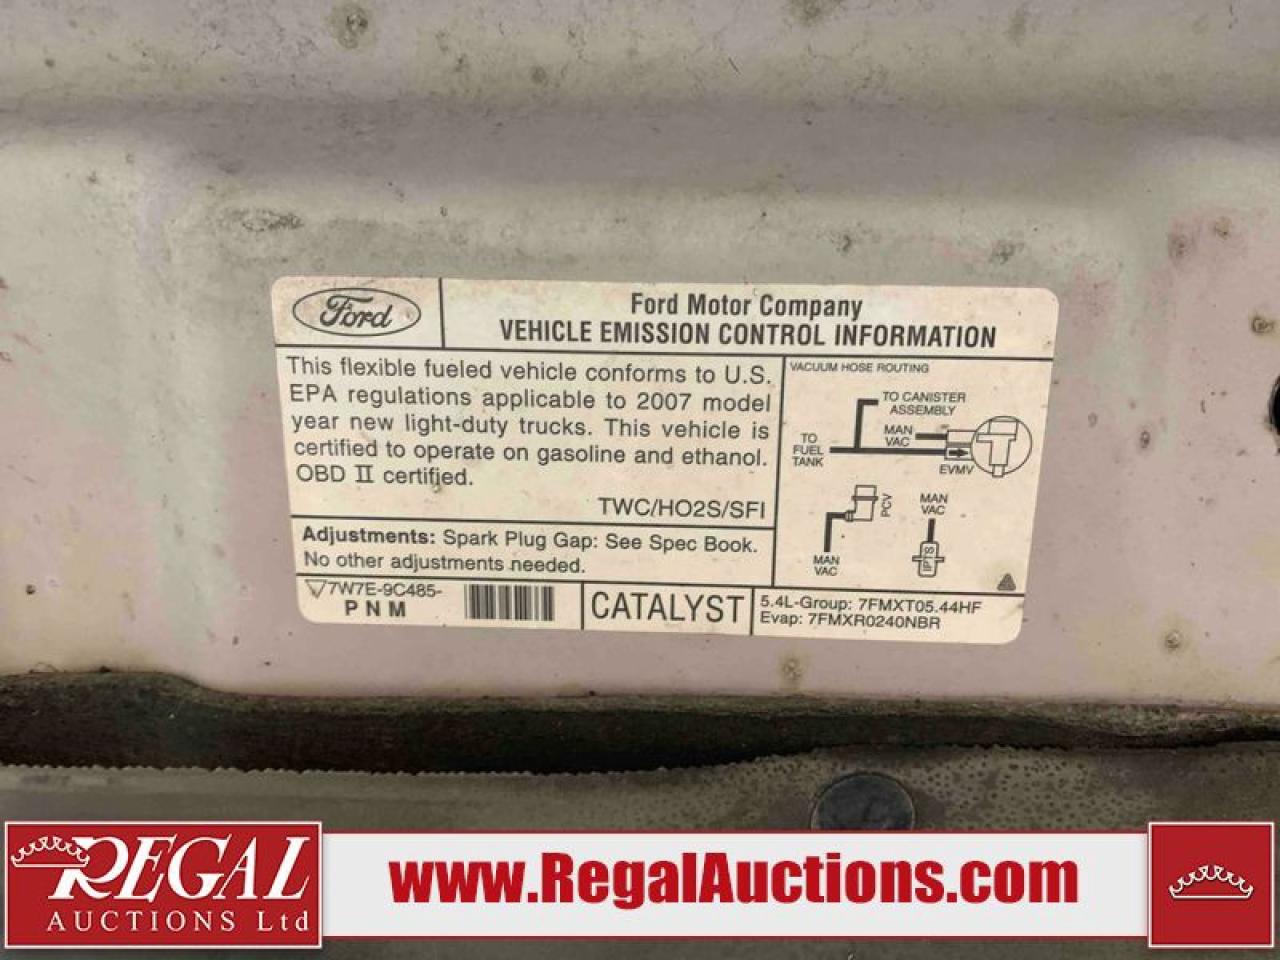 Ford
Ford Motor Company
VEHICLE EMISSION CONTROL INFORMATION
This flexible fueled vehicle conforms to U.S.
EPA regulations applicable to 2007 model
year new light-duty trucks. This vehicle is
certified to operate on gasoline and ethanol.
OBD II certified.
TWC/HO2S/SFI
Adjustments: Spark Plug Gap: See Spec Book.
No other adjustments needed.
VACUUM HOSE ROUTING
TO CANISTER
ASSEMBLY
MAN
VAC
TO
FUEL
TANK
EVMV
PCV
MAN
VAC
MAN
VAC
FPTS
7W7E-9C485-
PNM
CATALYST
5.4L-Group: 7FMXT05.44HF
Evap: 7FMXR0240NBR
REGAL
AUCTIONS Ltd
www.RegalAuctions.com